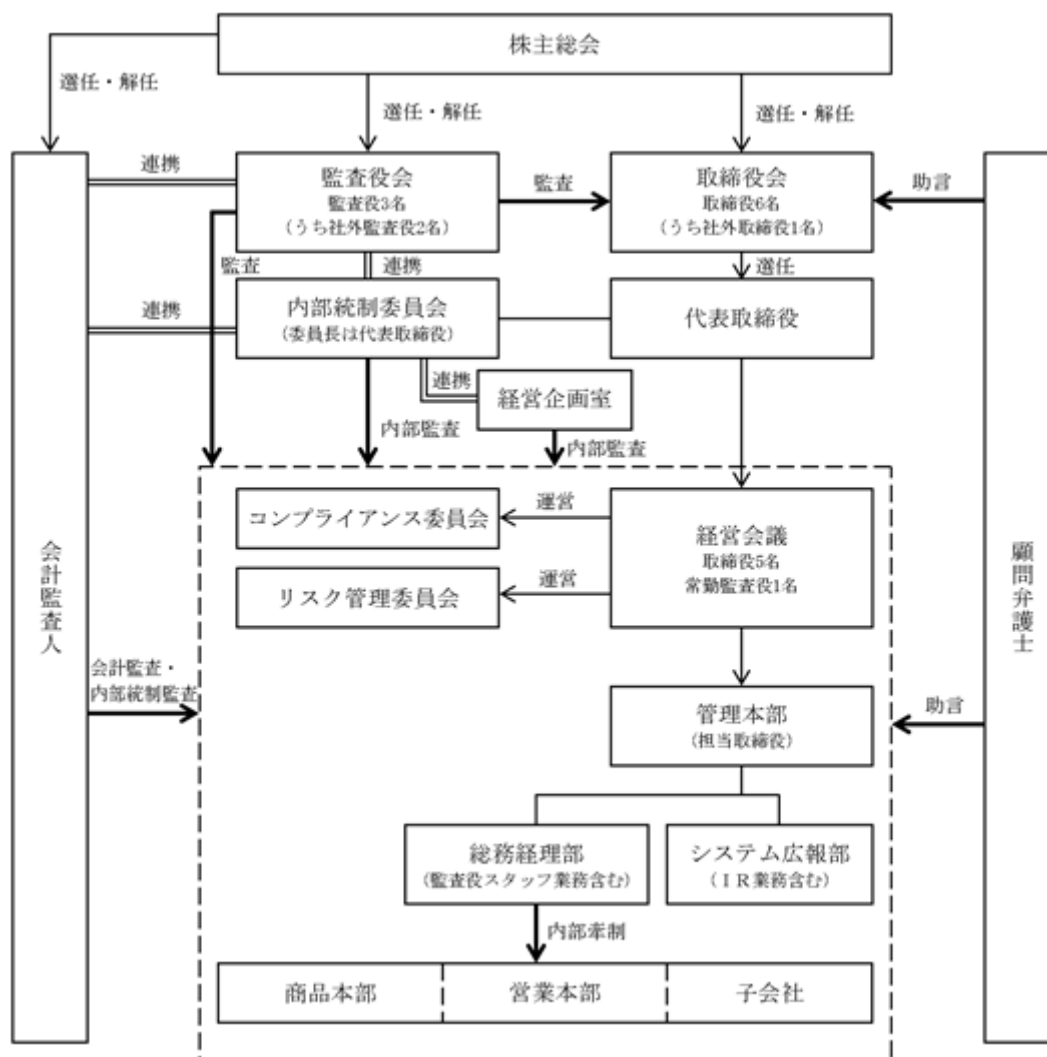 株主総会
選任・解任
選任・解任
選任・解任
連携
監査役会
監査役3名
(うち社外監査役2名)
監査
取締役会
取締役6名
(うち社外取締役1名)
助言
監査
連携
選任
連携
内部統制委員会
(委員長は代表取締役)
代表取締役
連携
経営企画室
内部監査
内部監査
コンプライアンス委員会
運営
経営会議
取締役5名
常勤監査役1名
リスク管理委員会
運営
会計監査人
顧問弁護士
会計監査・
内部統制監査
管理本部
(担当取締役)
助言
総務経理部
(監査役スタッフ業務含む)
システム広報部
(IR業務含む)
内部牽制
商品本部
営業本部
子会社